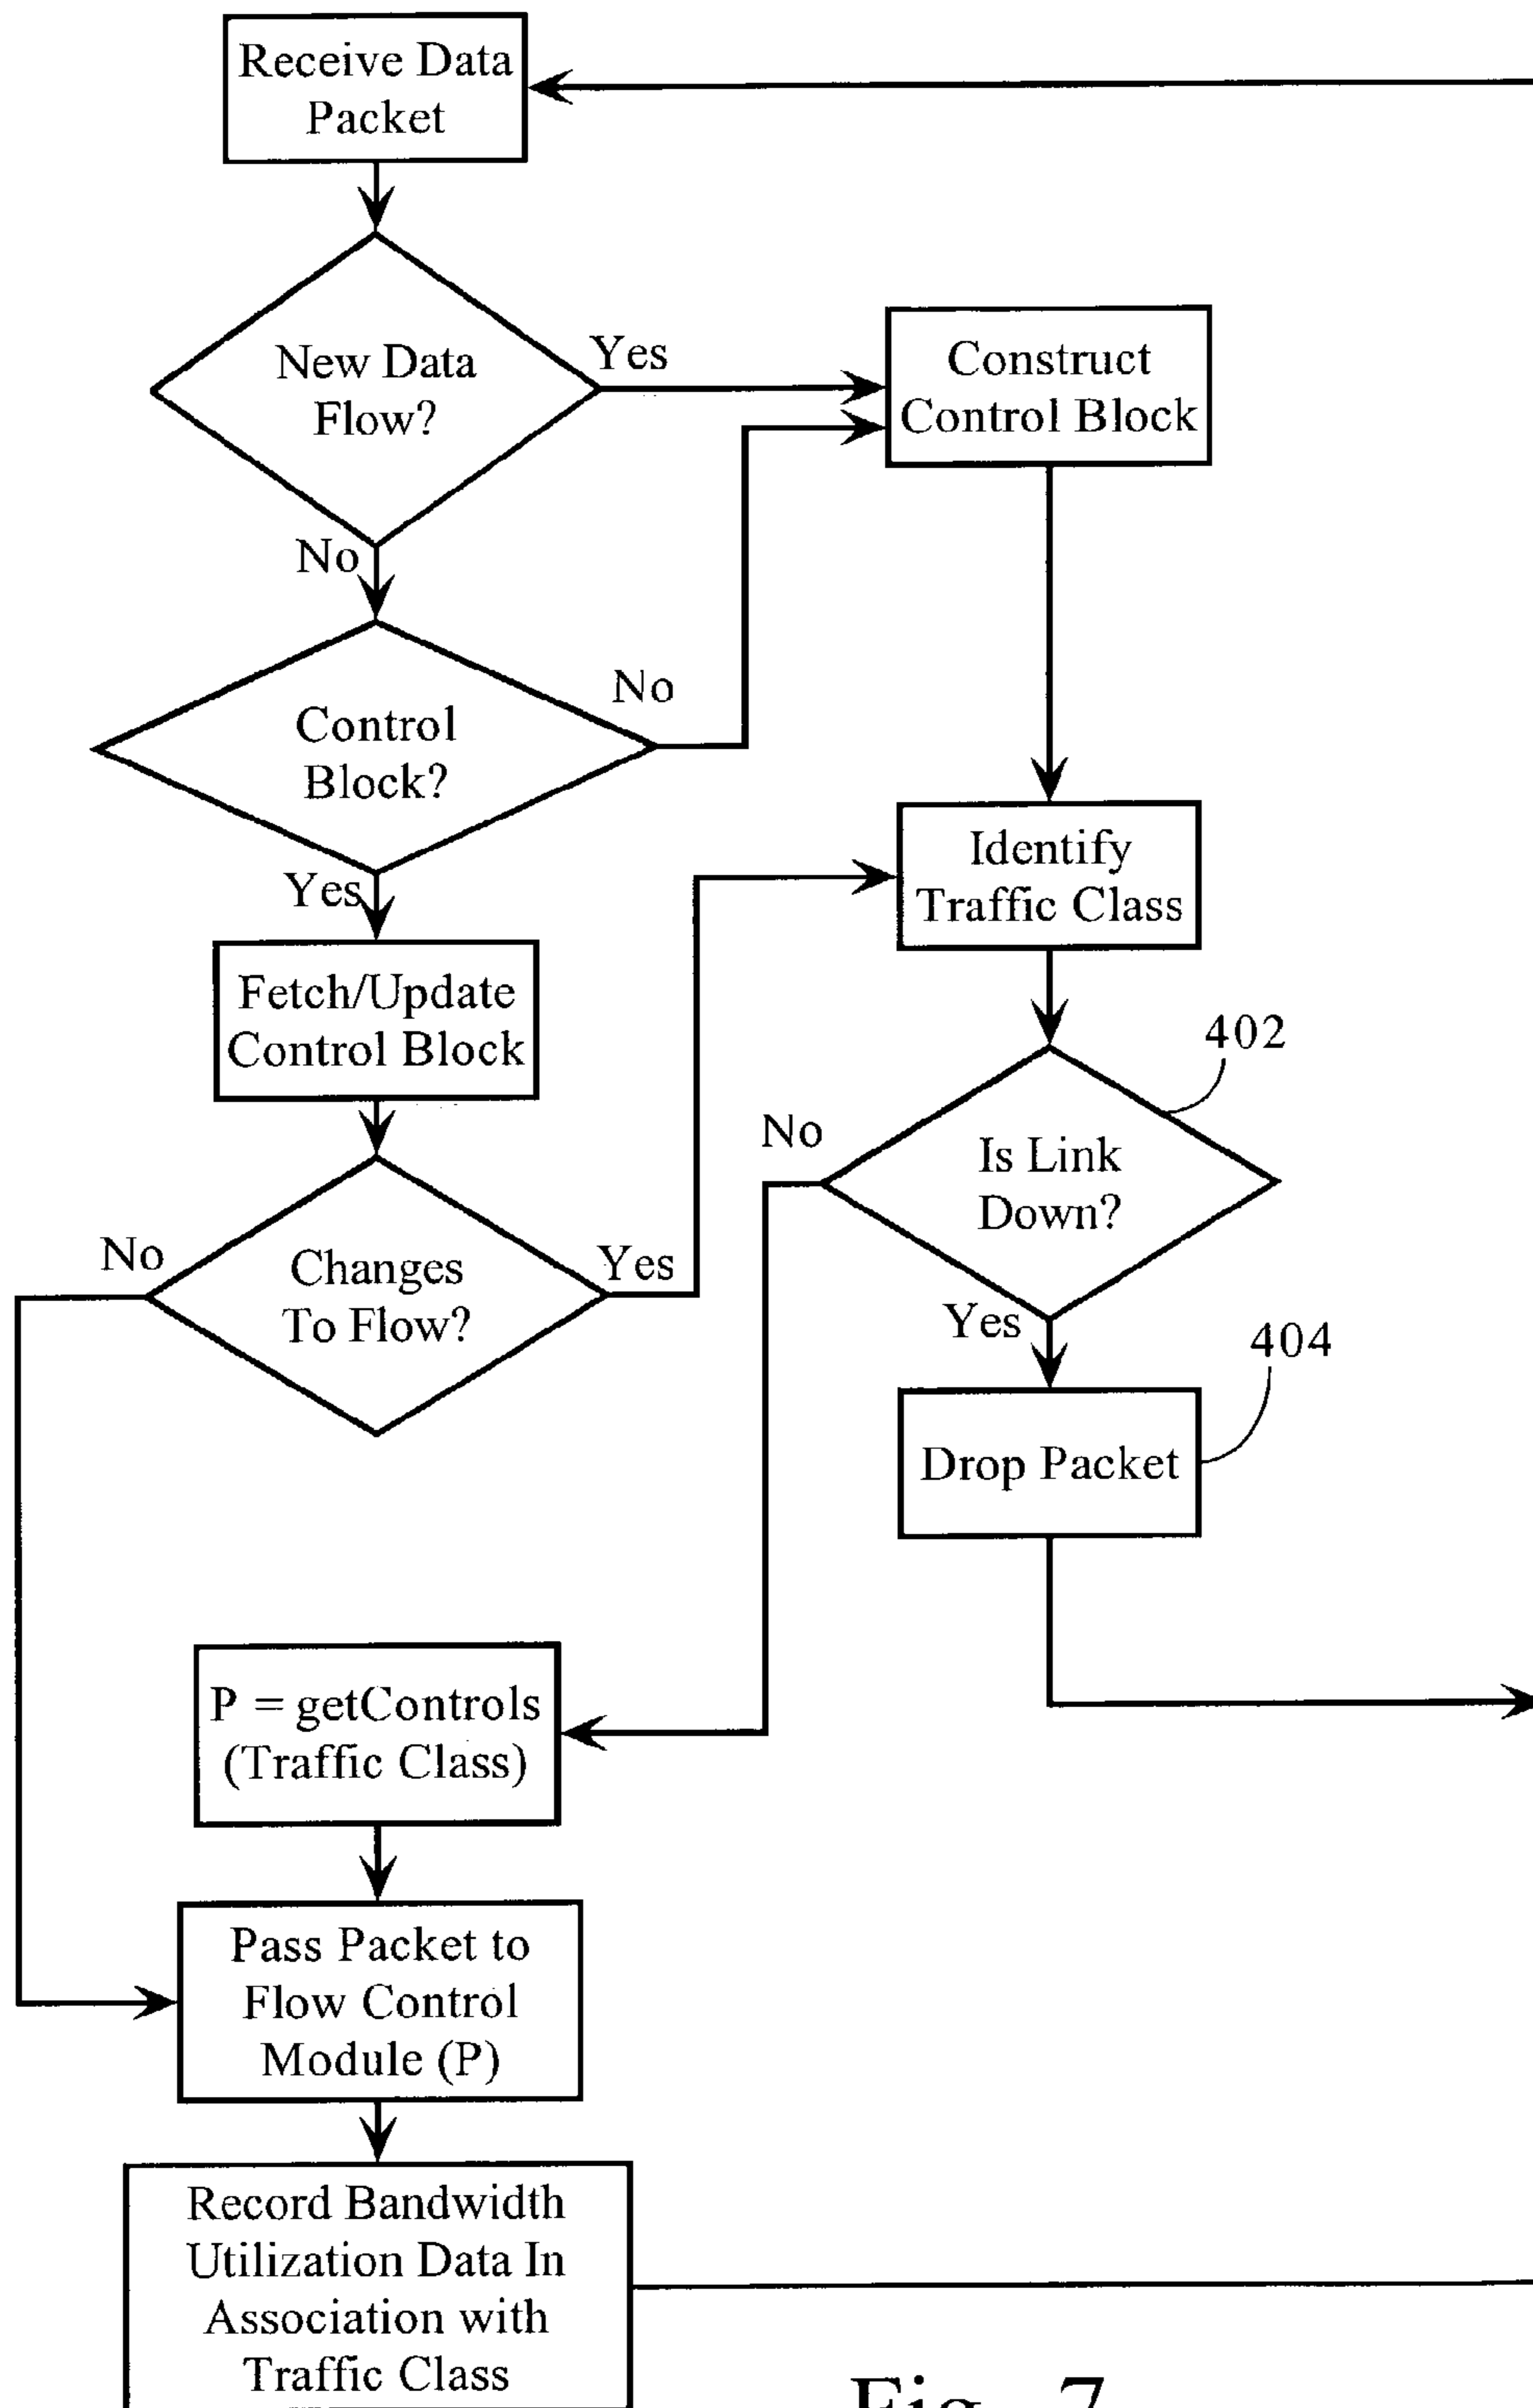 Receive Data
Packet
New Data
Flow?
Yes
Construct
Control Block
No
Control
Block?
No
Yes
Identify
Traffic Class
Fetch/Update
Control Block
402
Is Link
Down?
No
Changes
To Flow?
No
Yes
Yes
404
Drop Packet
P = getControls
(Traffic Class)
Pass Packet to
Flow Control
Module (P)
Record Bandwidth
Utilization Data In
Association with
Traffic Class
Fig. 7